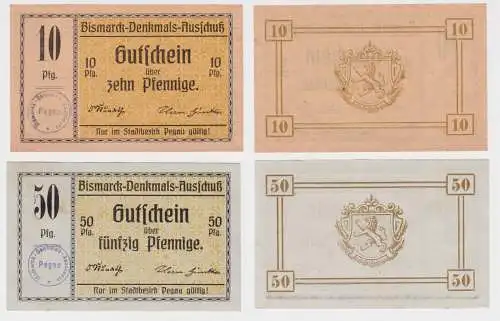 10
Pfg.
Pegau
Bismarck-Denkmals-Ausschuß
Gutschein
10 Pfg. über 10 Pfg.
zehn Pfennige.
Nur im Stadtbezirk Pegau gültig!
10 10
10 10
50
Pfg.
Pegau
Bismarck-Denkmals-Ausschuß
Gutschein
50 Pfg. über 50 Pfg.
fünfzig Pfennige.
Nur im Stadtbezirk Pegau gültig!
50 50
50 50